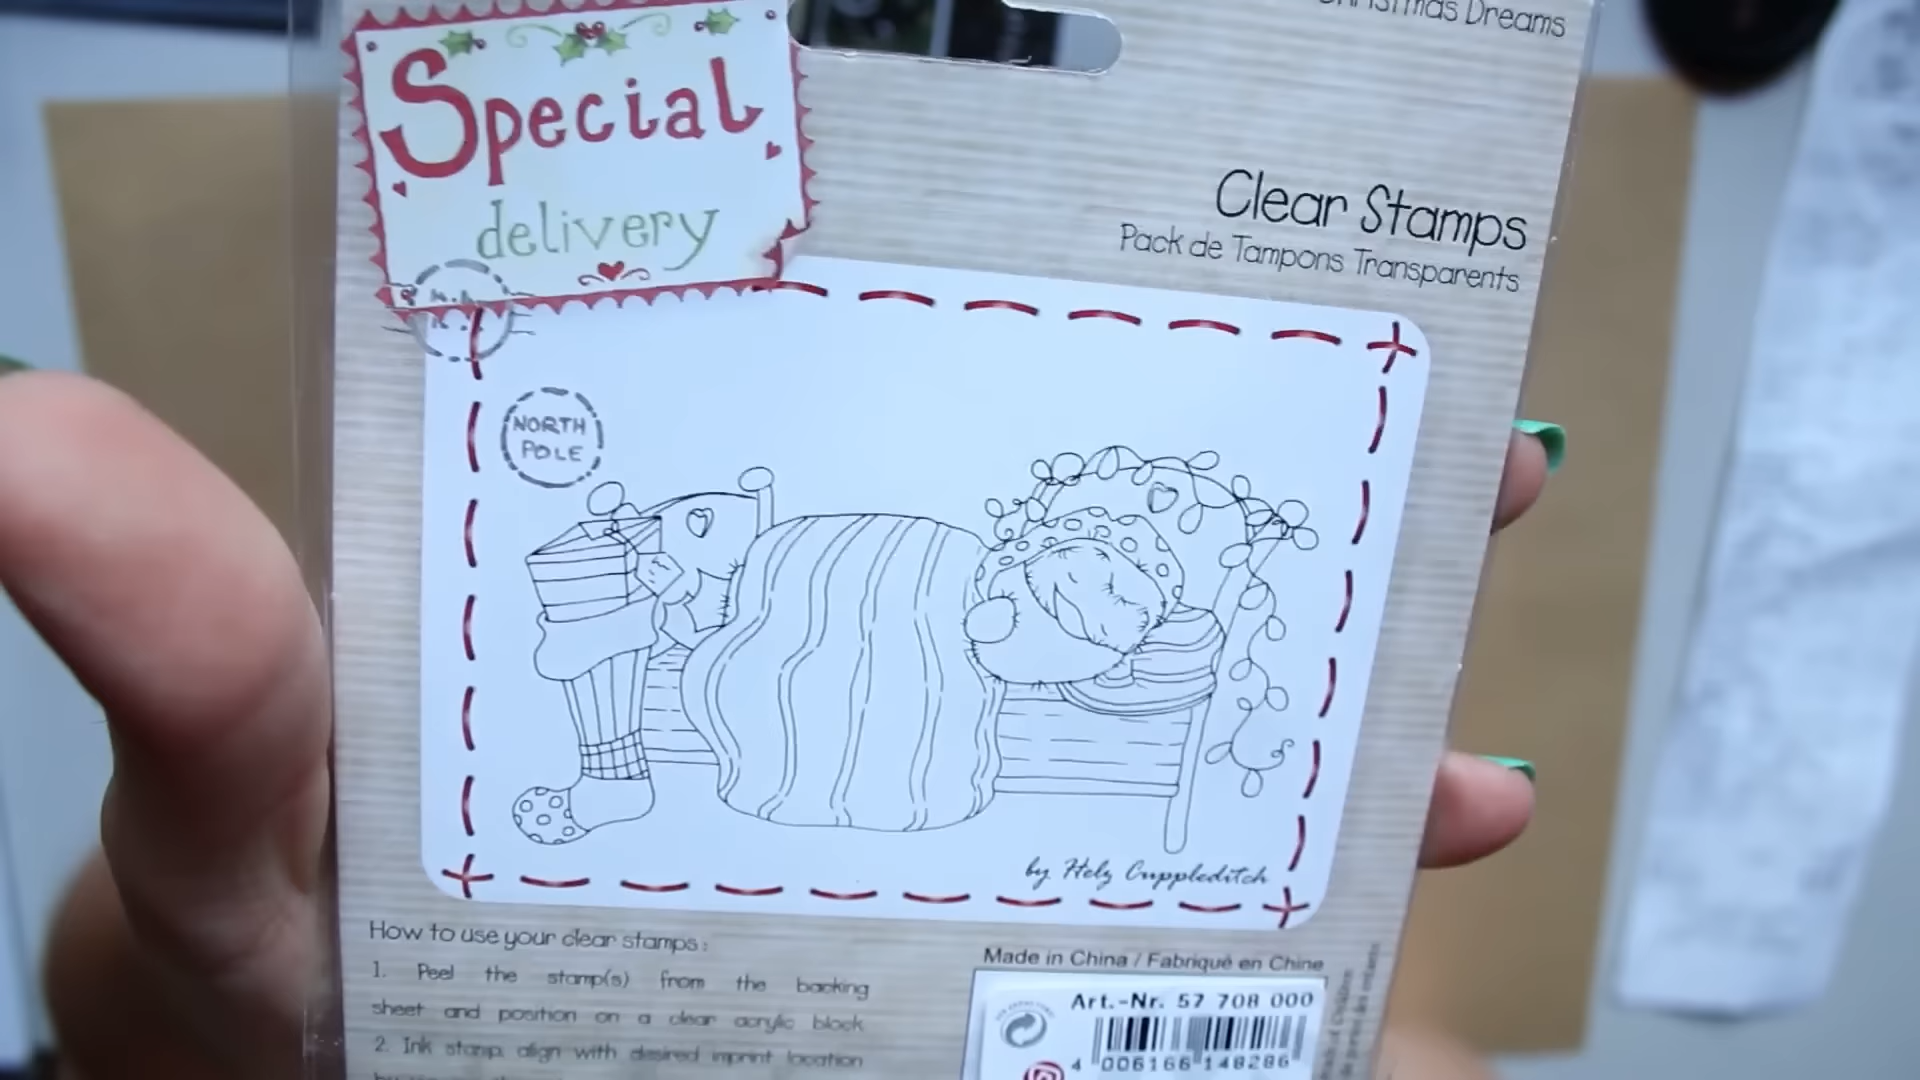 Christmas Dreams
Special
delivery
Clear Stamps
Pack de Tampons Transparents
NORTH
POLE
by Hely Cuppleditch
How to use your clear stamps :
1. Peel the stamp(s) from the backing
sheet and position on a clear acrylic block
2. Ink stamp, align with desired imprint location
Made in China / Fabriqué en Chine
Art.-Nr. 57 708 000
4 006166 148286